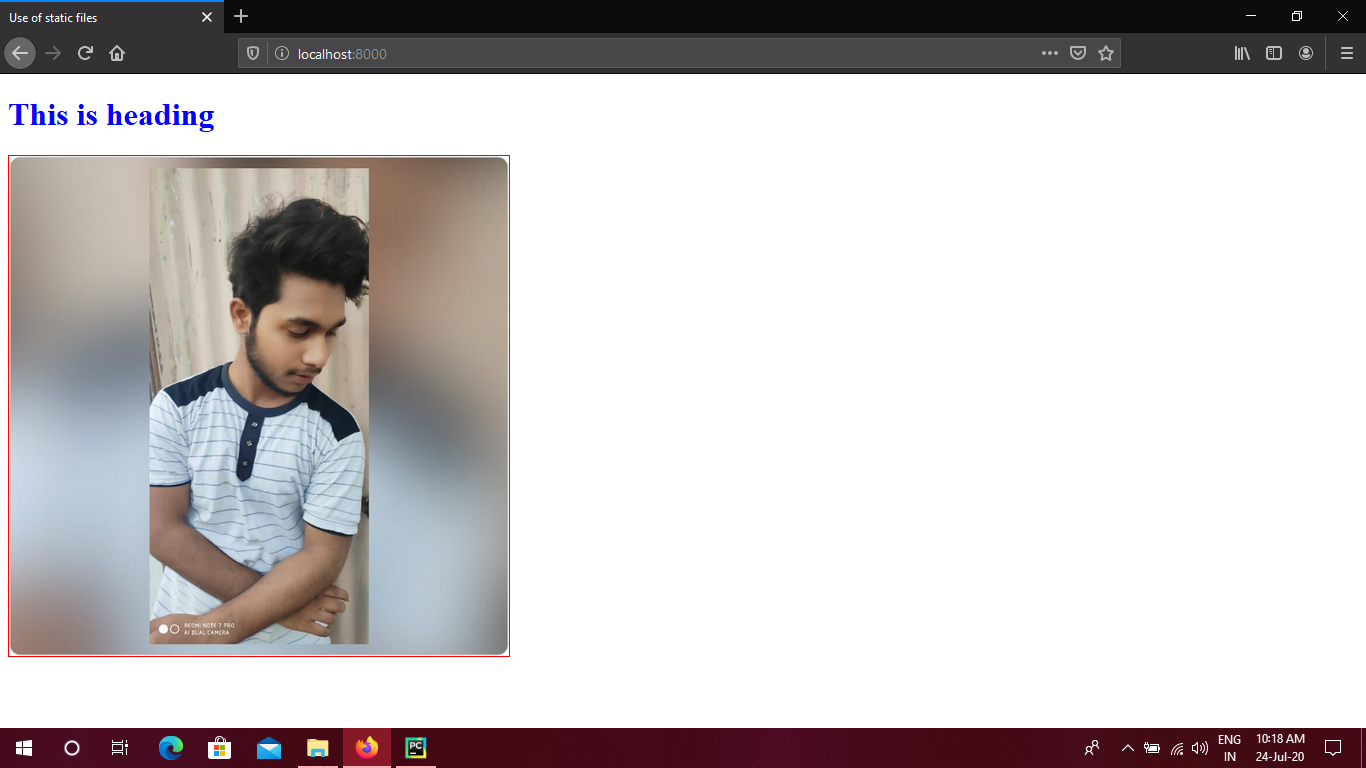 Use of static files
localhost:8000
This is heading
REDMI NOTE 7 PRO
AI DUAL CAMERA
PC
ENG
IN
10:18 AM
24-Jul-20